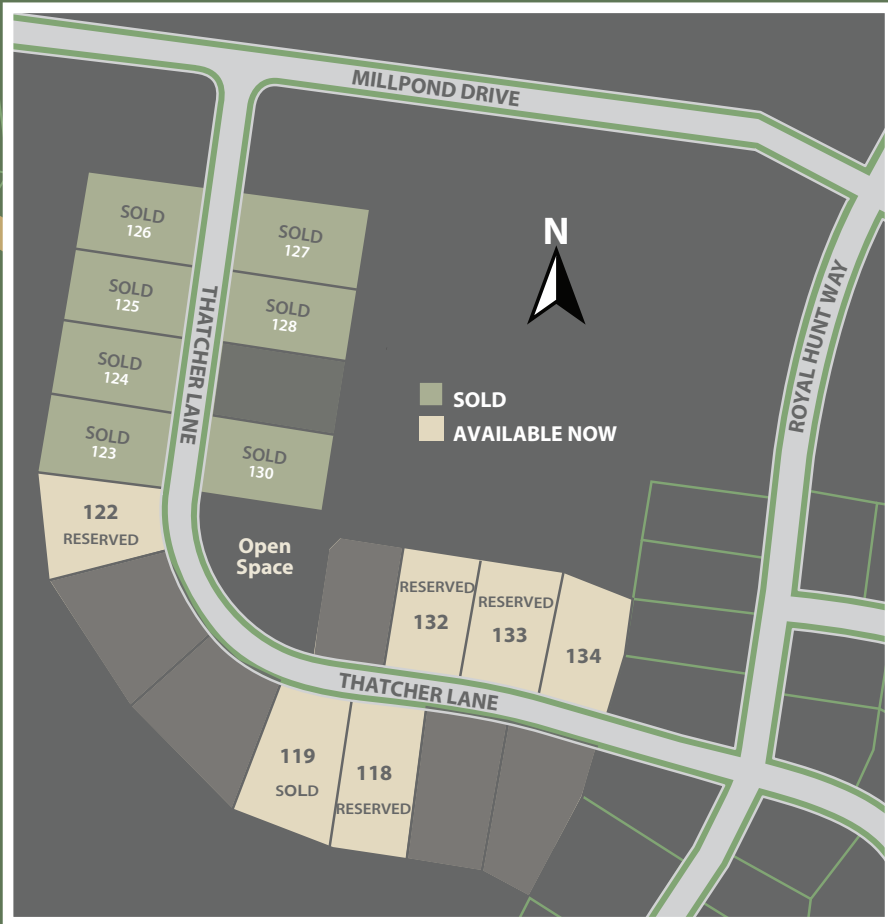 MILLPOND DRIVE
SOLD
126
SOLD
127
N
SOLD
125
SOLD
128
THATCHER LANE
ROYAL HUNT WAY
SOLD
124
SOLD
AVAILABLE NOW
SOLD
123
SOLD
130
122
RESERVED
Open
Space
RESERVED
132
RESERVED
133
134
THATCHER LANE
119
SOLD
118
RESERVED